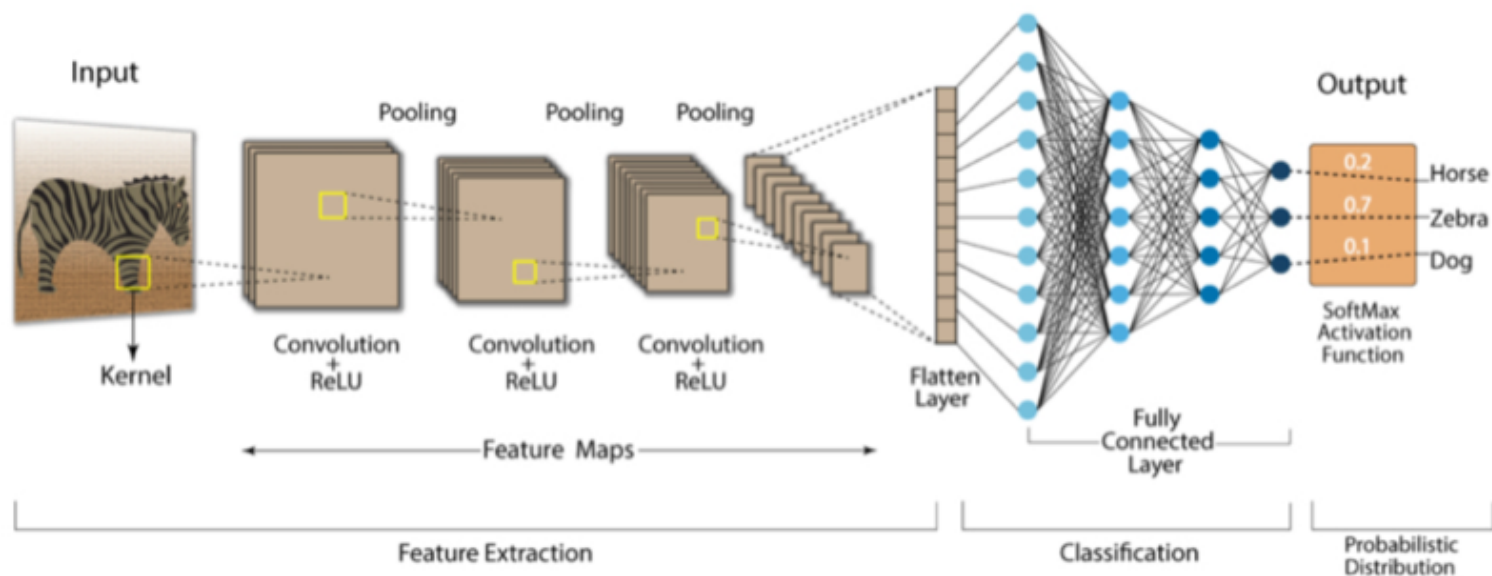 Input
Output
Pooling
Pooling
Pooling
0.2
Horse
0.7
Zebra
0.1
Dog
Kernel
Convolution
+
ReLU
Convolution
+
ReLU
Convolution
+
ReLU
Flatten
Layer
SoftMax
Activation
Function
Fully
Connected
Layer
Feature Maps
Feature Extraction
Classification
Probabilistic
Distribution